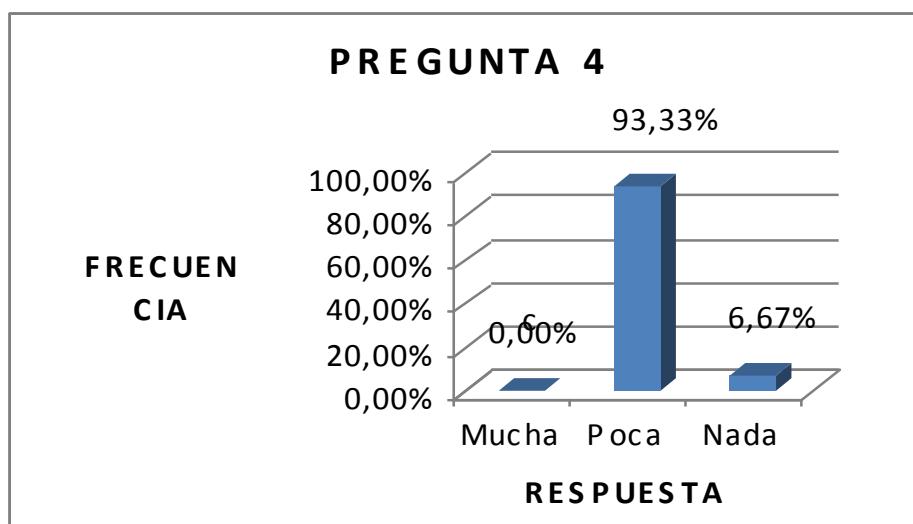 PREGUNTA 4
93,33%
100,00%
80,00%
60,00%
40,00%
20,00%
0,00%
FRECUEN
CIA
0,00%
6,67%
Mucha Poca Nada
RESPUESTA